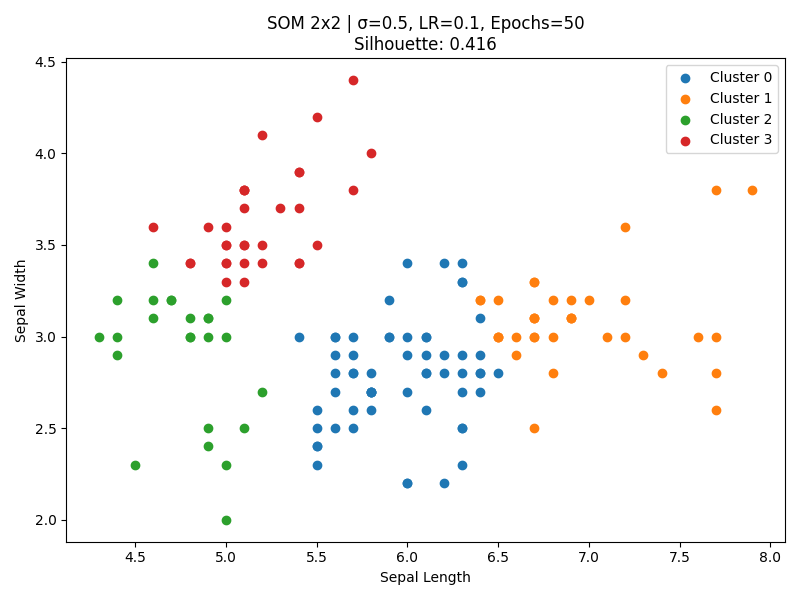 SOM 2x2 | σ=0.5, LR=0.1, Epochs=50
Silhouette: 0.416
Cluster 0
Cluster 1
Cluster 2
Cluster 3
Sepal Width
4.5
4.0
3.5
3.0
2.5
2.0
4.5 5.0 5.5 6.0 6.5 7.0 7.5 8.0
Sepal Length